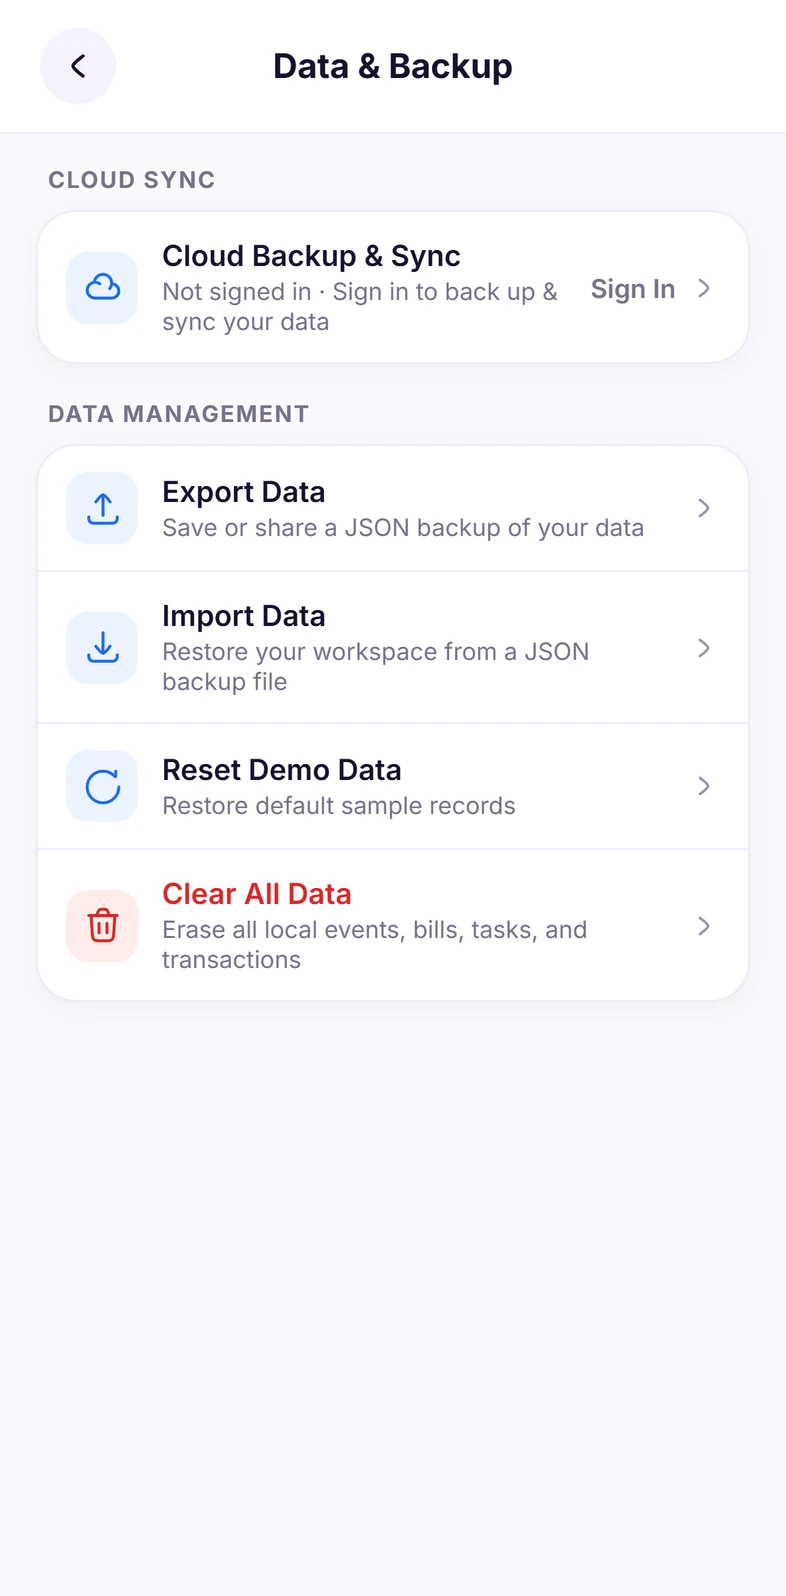 Data & Backup
CLOUD SYNC
Cloud Backup & Sync
Not signed in · Sign in to back up &
sync your data
Sign In
DATA MANAGEMENT
Export Data
Save or share a JSON backup of your data
Import Data
Restore your workspace from a JSON
backup file
Reset Demo Data
Restore default sample records
Clear All Data
Erase all local events, bills, tasks, and
transactions